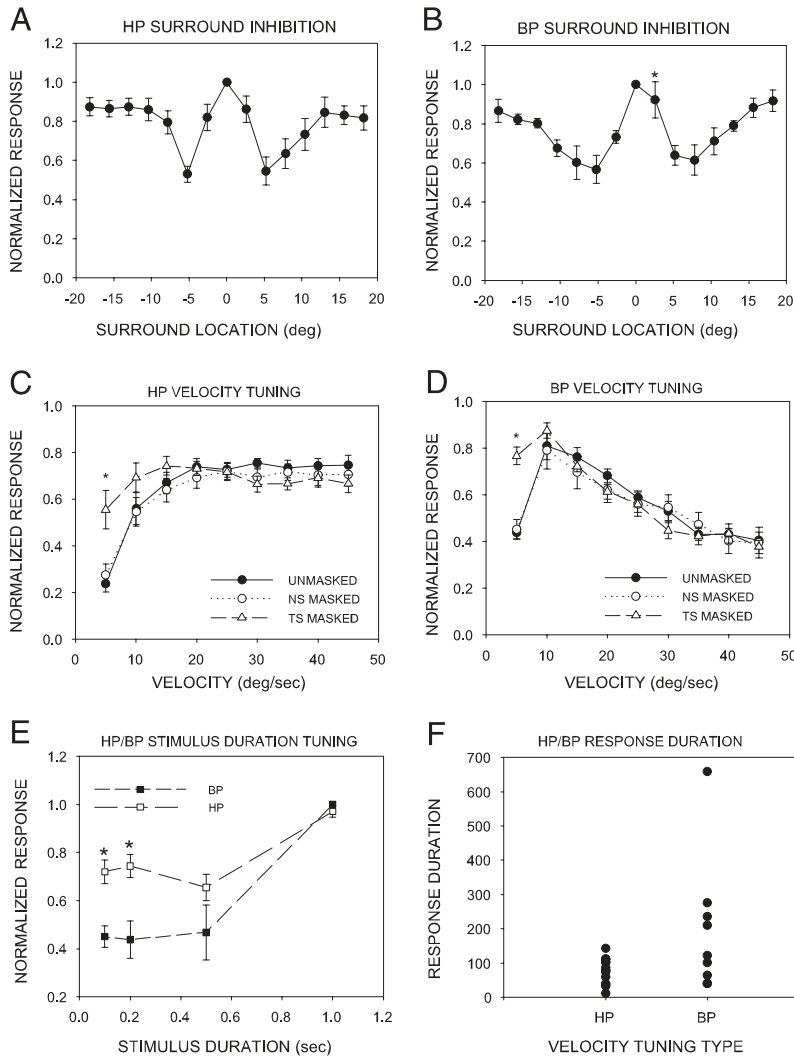 A
HP SURROUND INHIBITION
1.2
1.0
0.8
0.6
0.4
0.2
0.0
NORMALIZED RESPONSE
-20 -15 -10 -5 0 5 10 15 20
SURROUND LOCATION (deg)
B
BP SURROUND INHIBITION
*
1.2
1.0
0.8
0.6
0.4
0.2
0.0
NORMALIZED RESPONSE
-20 -15 -10 -5 0 5 10 15 20
SURROUND LOCATION (deg)
C
HP VELOCITY TUNING
*
1.0
0.8
0.6
0.4
0.2
0.0
NORMALIZED RESPONSE
UNMASKED
NS MASKED
TS MASKED
0 10 20 30 40 50
VELOCITY (deg/sec)
D
BP VELOCITY TUNING
*
1.0
0.8
0.6
0.4
0.2
0.0
NORMALIZED RESPONSE
UNMASKED
NS MASKED
TS MASKED
0 10 20 30 40 50
VELOCITY (deg/sec)
E
HP/BP STIMULUS DURATION TUNING
1.2
1.0
0.8
0.6
0.4
0.2
NORMALIZED RESPONSE
BP
HP
* *
0.0 0.2 0.4 0.6 0.8 1.0 1.2
STIMULUS DURATION (sec)
F
HP/BP RESPONSE DURATION
700
600
500
400
300
200
100
0
RESPONSE DURATION
HP BP
VELOCITY TUNING TYPE